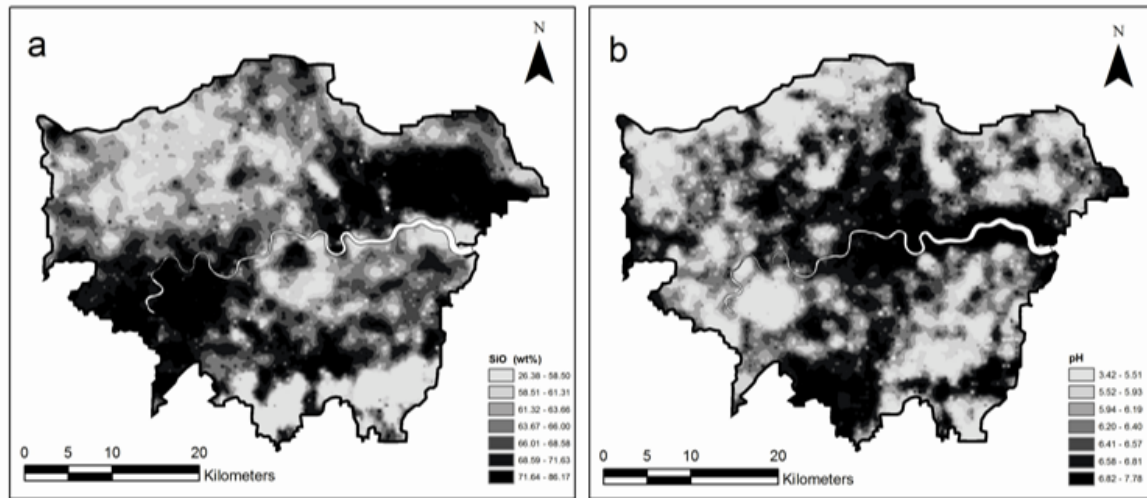 a
N
SiO (wt%)
26.38 - 58.50
58.51 - 61.31
61.32 - 63.66
63.67 - 66.00
66.01 - 68.58
68.59 - 71.63
71.64 - 86.17
0 5 10 20
Kilometers
b
N
pH
3.42 - 5.51
5.52 - 5.93
5.94 - 6.19
6.20 - 6.40
6.41 - 6.57
6.58 - 6.81
6.82 - 7.78
0 5 10 20
Kilometers